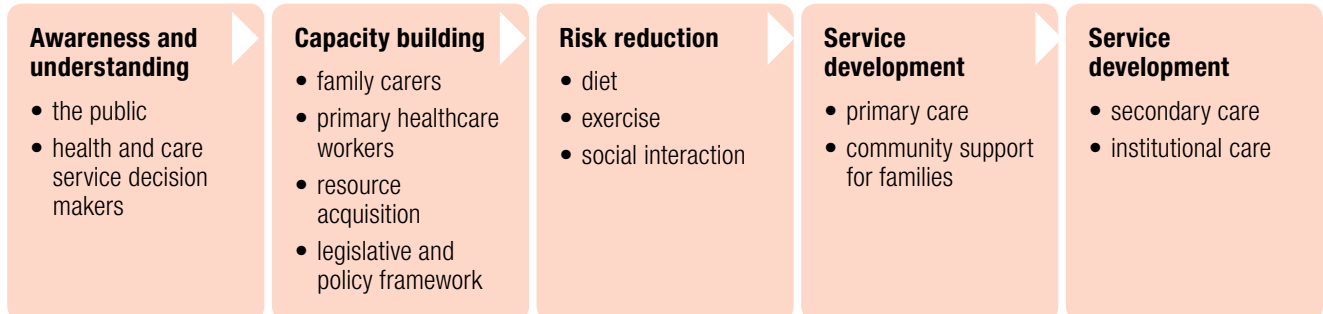 Awareness and
understanding
• the public
• health and care
service decision
makers
Capacity building
• family carers
• primary healthcare
workers
• resource
acquisition
• legislative and
policy framework
Risk reduction
• diet
• exercise
• social interaction
Service
development
• primary care
• community support
for families
Service
development
• secondary care
• institutional care